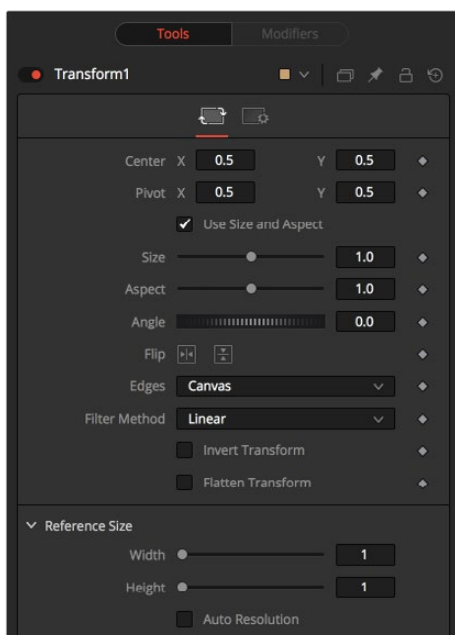 Tools Modifiers
Transform1
Center X 0.5 Y 0.5
Pivot X 0.5 Y 0.5
Use Size and Aspect
Size 1.0
Aspect 1.0
Angle 0.0
Flip
Edges Canvas
Filter Method Linear
Invert Transform
Flatten Transform
Reference Size
Width 1
Height 1
Auto Resolution